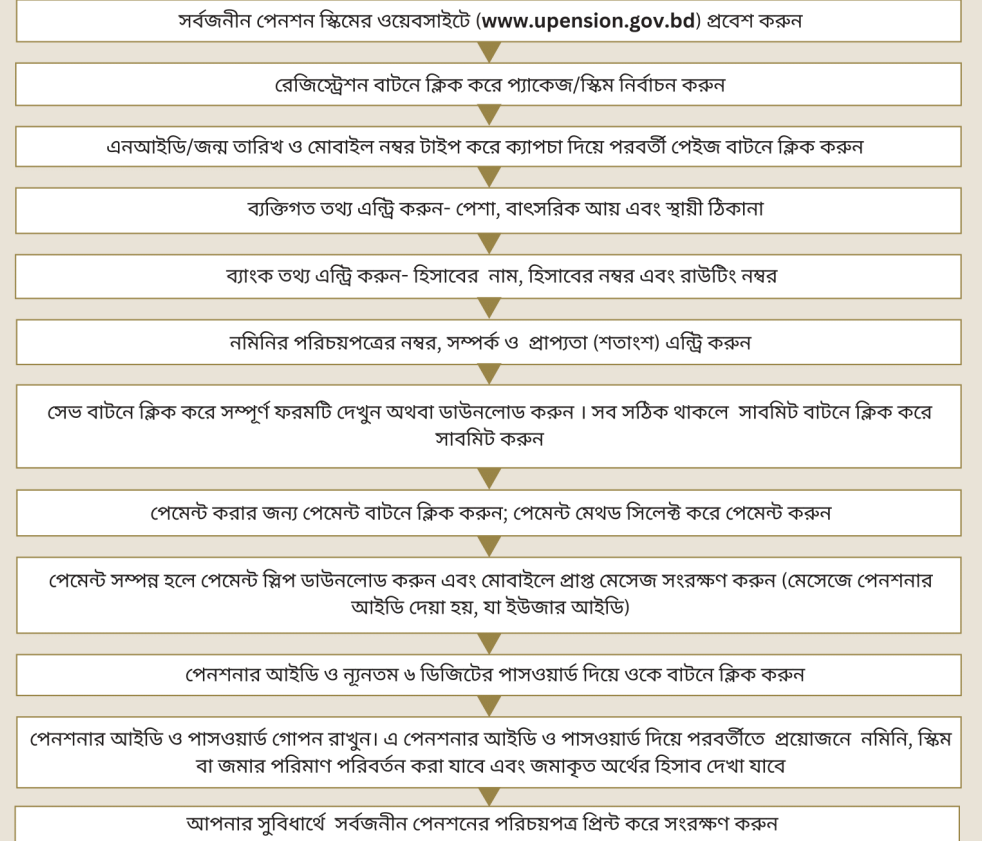 সর্বজনীন পেনশন স্কিমের ওয়েবসাইটে (www.upension.gov.bd) প্রবেশ করুন
রেজিস্ট্রেশন বাটনে ক্লিক করে প্যাকেজ/স্কিম নির্বাচন করুন
এনআইডি/জন্ম তারিখ ও মোবাইল নম্বর টাইপ করে ক্যাপচা দিয়ে পরবর্তী পেইজ বাটনে ক্লিক করুন
ব্যক্তিগত তথ্য এন্ট্রি করুন- পেশা, বাৎসরিক আয় এবং স্থায়ী ঠিকানা
ব্যাংক তথ্য এন্ট্রি করুন- হিসাবের নাম, হিসাবের নম্বর এবং রাউটিং নম্বর
নমিনির পরিচয়পত্রের নম্বর, সম্পর্ক ও প্রাপ্যতা (শতাংশ) এন্ট্রি করুন
সেভ বাটনে ক্লিক করে সম্পূর্ণ ফরমটি দেখুন অথবা ডাউনলোড করুন । সব সঠিক থাকলে সাবমিট বাটনে ক্লিক করে
সাবমিট করুন
পেমেন্ট করার জন্য পেমেন্ট বাটনে ক্লিক করুন; পেমেন্ট মেথড সিলেক্ট করে পেমেন্ট করুন
পেমেন্ট সম্পন্ন হলে পেমেন্ট স্লিপ ডাউনলোড করুন এবং মোবাইলে প্রাপ্ত মেসেজ সংরক্ষণ করুন (মেসেজে পেনশনার
আইডি দেয়া হয়, যা ইউজার আইডি)
পেনশনার আইডি ও ন্যূনতম ৬ ডিজিটের পাসওয়ার্ড দিয়ে ওকে বাটনে ক্লিক করুন
পেনশনার আইডি ও পাসওয়ার্ড গোপন রাখুন। এ পেনশনার আইডি ও পাসওয়ার্ড দিয়ে পরবর্তীতে প্রয়োজনে নমিনি, স্কিম
বা জমার পরিমাণ পরিবর্তন করা যাবে এবং জমাকৃত অর্থের হিসাব দেখা যাবে
আপনার সুবিধার্থে সর্বজনীন পেনশনের পরিচয়পত্র প্রিন্ট করে সংরক্ষণ করুন